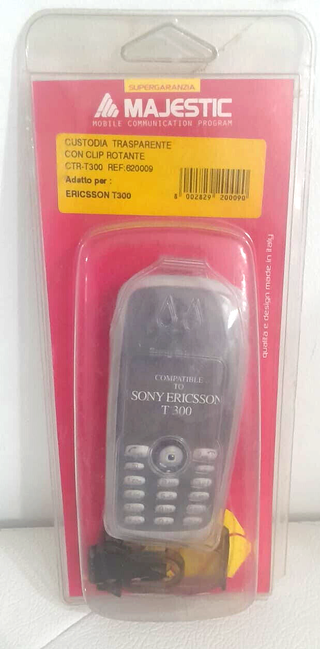 SUPERGARANZIA
MAJESTIC
MOBILE COMMUNICATION PROGRAM
CUSTODIA TRASPARENTE
CON CLIP ROTANTE
CTR-T300 REF:620009
Adatto per :
ERICSSON T300
8 002829 200090
qualità e design made in italy
COMPATIBLE
TO
SONY ERICSSON
T 300